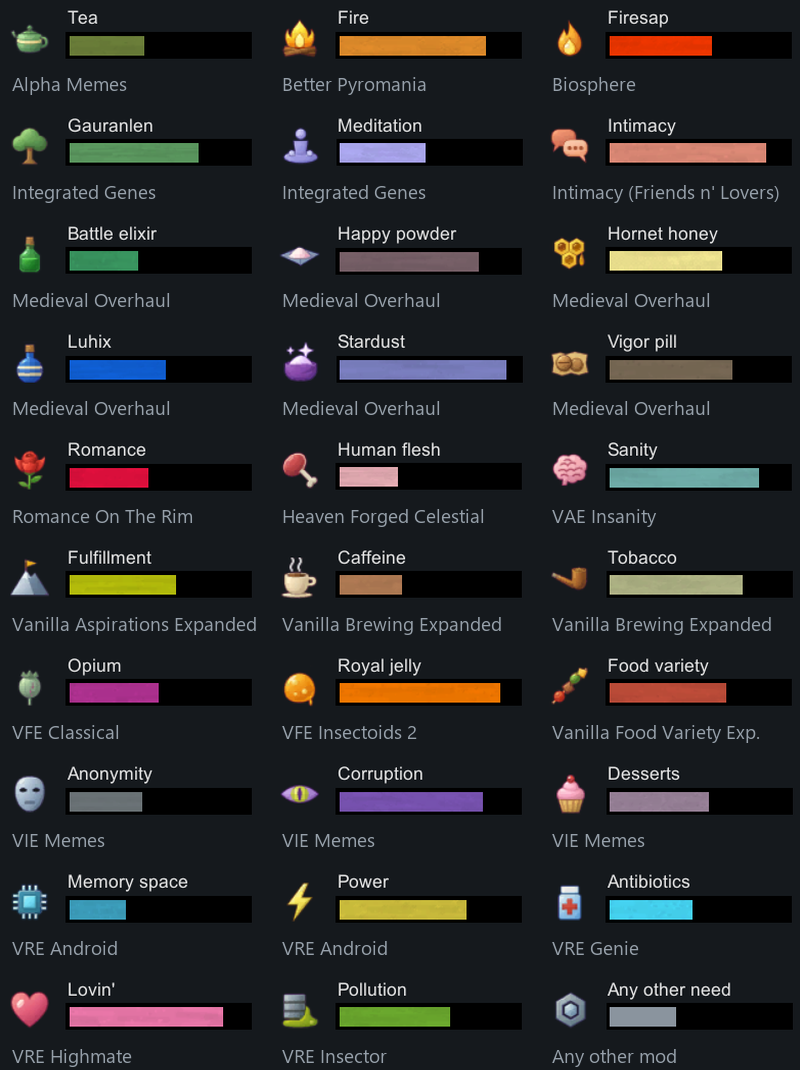 Tea
Alpha Memes
Fire
Better Pyromania
Firesap
Biosphere
Gauranlen
Integrated Genes
Meditation
Integrated Genes
Intimacy
Intimacy (Friends n' Lovers)
Battle elixir
Medieval Overhaul
Happy powder
Medieval Overhaul
Hornet honey
Medieval Overhaul
Luhix
Medieval Overhaul
Stardust
Medieval Overhaul
Vigor pill
Medieval Overhaul
Romance
Romance On The Rim
Human flesh
Heaven Forged Celestial
Sanity
VAE Insanity
Fulfillment
Vanilla Aspirations Expanded
Caffeine
Vanilla Brewing Expanded
Tobacco
Vanilla Brewing Expanded
Opium
VFE Classical
Royal jelly
VFE Insectoids 2
Food variety
Vanilla Food Variety Exp.
Anonymity
VIE Memes
Corruption
VIE Memes
Desserts
VIE Memes
Memory space
VRE Android
Power
VRE Android
Antibiotics
VRE Genie
Lovin'
VRE Highmate
Pollution
VRE Insector
Any other need
Any other mod